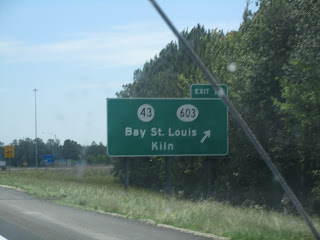 EXIT
43 603
Bay St. Louis
Kiln